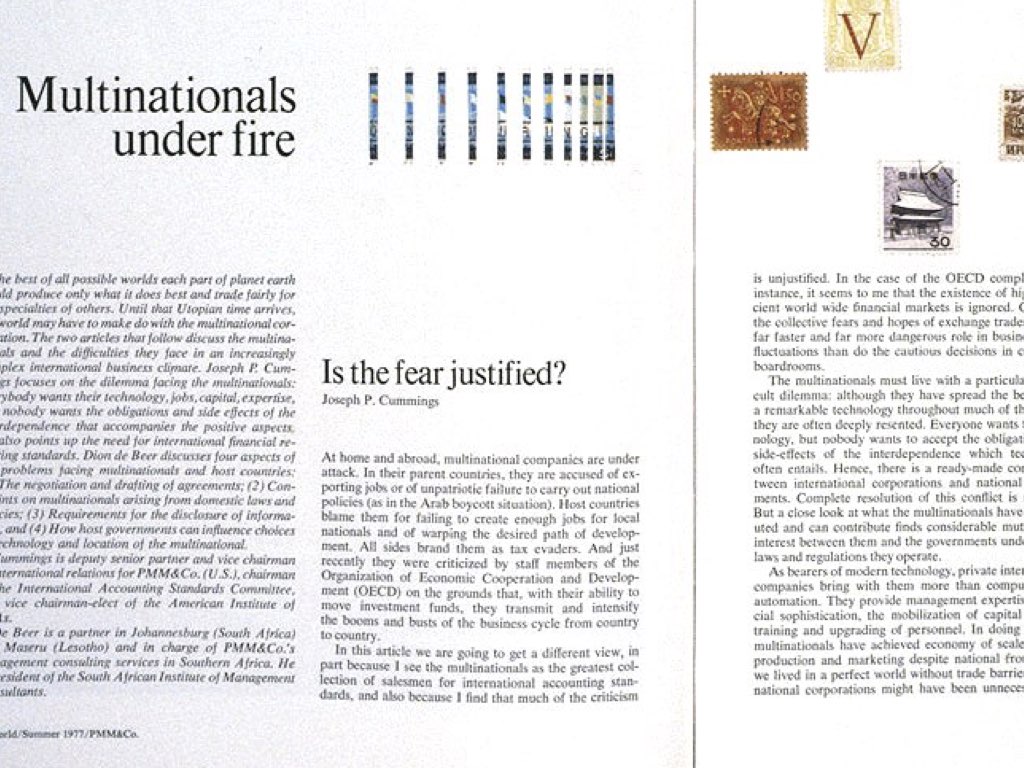 Multinationals
under fire
he best of all possible worlds each part of planet earth
ld produce only what it does best and trade fairly for
specialties of others. Until that Utopian time arrives,
world may have to make do with the multinational cor-
ation. The two articles that follow discuss the multina-
als and the difficulties they face in an increasingly
plex international business climate. Joseph P. Cum-
gs focuses on the dilemma facing the multinationals:
rybody wants their technology, jobs, capital, expertise,
nobody wants the obligations and side effects of the
rdependence that accompanies the positive aspects.
also points up the need for international financial re-
ing standards. Dion de Beer discusses four aspects of
problems facing multinationals and host countries:
The negotiation and drafting of agreements; (2) Con-
ints on multinationals arising from domestic laws and
cies; (3) Requirements for the disclosure of informa-
, and (4) How host governments can influence choices
echnology and location of the multinational.
ummings is deputy senior partner and vice chairman
nternational relations for PMM&Co. (U.S.), chairman
he International Accounting Standards Committee,
vice chairman-elect of the American Institute of
s.
e Beer is a partner in Johannesburg (South Africa)
Maseru (Lesotho) and in charge of PMM&Co.'s
agement consulting services in Southern Africa. He
resident of the South African Institute of Management
sultants.
orld/Summer 1977/PMM&Co.
Is the fear justified?
Joseph P. Cummings
At home and abroad, multinational companies are under
attack. In their parent countries, they are accused of ex-
porting jobs or of unpatriotic failure to carry out national
policies (as in the Arab boycott situation). Host countries
blame them for failing to create enough jobs for local
nationals and of warping the desired path of develop-
ment. All sides brand them as tax evaders. And just
recently they were criticized by staff members of the
Organization of Economic Cooperation and Develop-
ment (OECD) on the grounds that, with their ability to
move investment funds, they transmit and intensify
the booms and busts of the business cycle from country
to country.
In this article we are going to get a different view, in
part because I see the multinationals as the greatest col-
lection of salesmen for international accounting stan-
dards, and also because I find that much of the criticism
V
30
is unjustified. In the case of the OECD compl
instance, it seems to me that the existence of hig
cient world wide financial markets is ignored. C
the collective fears and hopes of exchange trade
far faster and far more dangerous role in busin
fluctuations than do the cautious decisions in c
boardrooms.
The multinationals must live with a particula
cult dilemma: although they have spread the be
a remarkable technology throughout much of th
they are often deeply resented. Everyone wants t
nology, but nobody wants to accept the obligat
side-effects of the interdependence which tec
often entails. Hence, there is a ready-made con
tween international corporations and national
ments. Complete resolution of this conflict is
But a close look at what the multinationals have
uted and can contribute finds considerable mut
interest between them and the governments unde
laws and regulations they operate.
As bearers of modern technology, private inter
companies bring with them more than compu
automation. They provide management expertis
cial sophistication, the mobilization of capital
training and upgrading of personnel. In doing
multinationals have achieved economy of scale
production and marketing despite national fron
we lived in a perfect world without trade barrie
national corporations might have been unneces